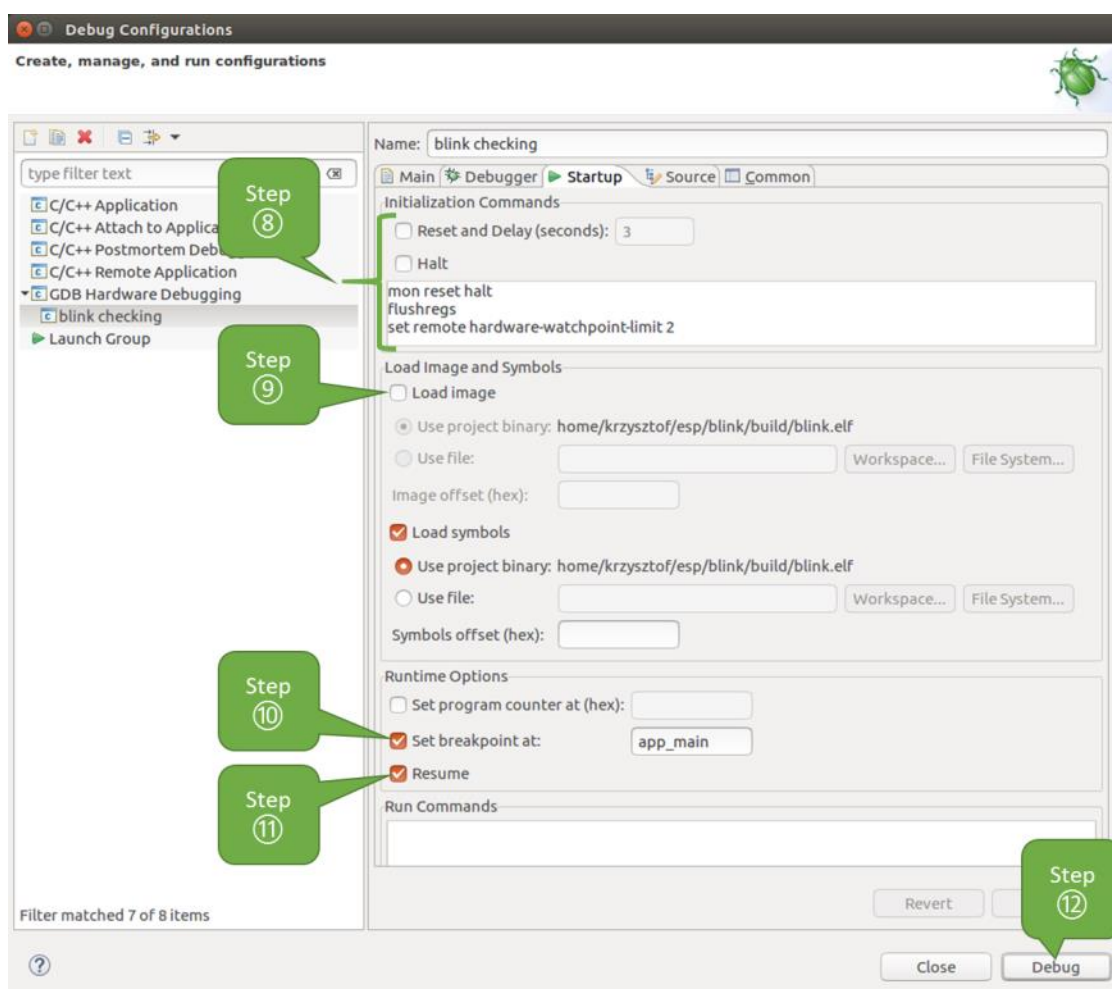 Debug Configurations
Create, manage, and run configurations
type filter text
C/C++ Application
C/C++ Attach to Applica
C/C++ Postmortem Deb
C/C++ Remote Application
GDB Hardware Debugging
blink checking
Launch Group
Filter matched 7 of 8 items
Step
⑧
Step
⑨
Step
⑩
Step
⑪
Name: blink checking
Main Debugger Startup Source Common
Initialization Commands
Reset and Delay (seconds): 3
Halt
mon reset halt
flushregs
set remote hardware-watchpoint-limit 2
Load Image and Symbols
Load image
Use project binary: home/krzysztof/esp/blink/build/blink.elf
Use file: Workspace... File System...
Image offset (hex):
Load symbols
Use project binary: home/krzysztof/esp/blink/build/blink.elf
Use file: Workspace... File System...
Symbols offset (hex):
Runtime Options
Set program counter at (hex):
Set breakpoint at: app_main
Resume
Run Commands
Step
⑫
Revert
Close Debug